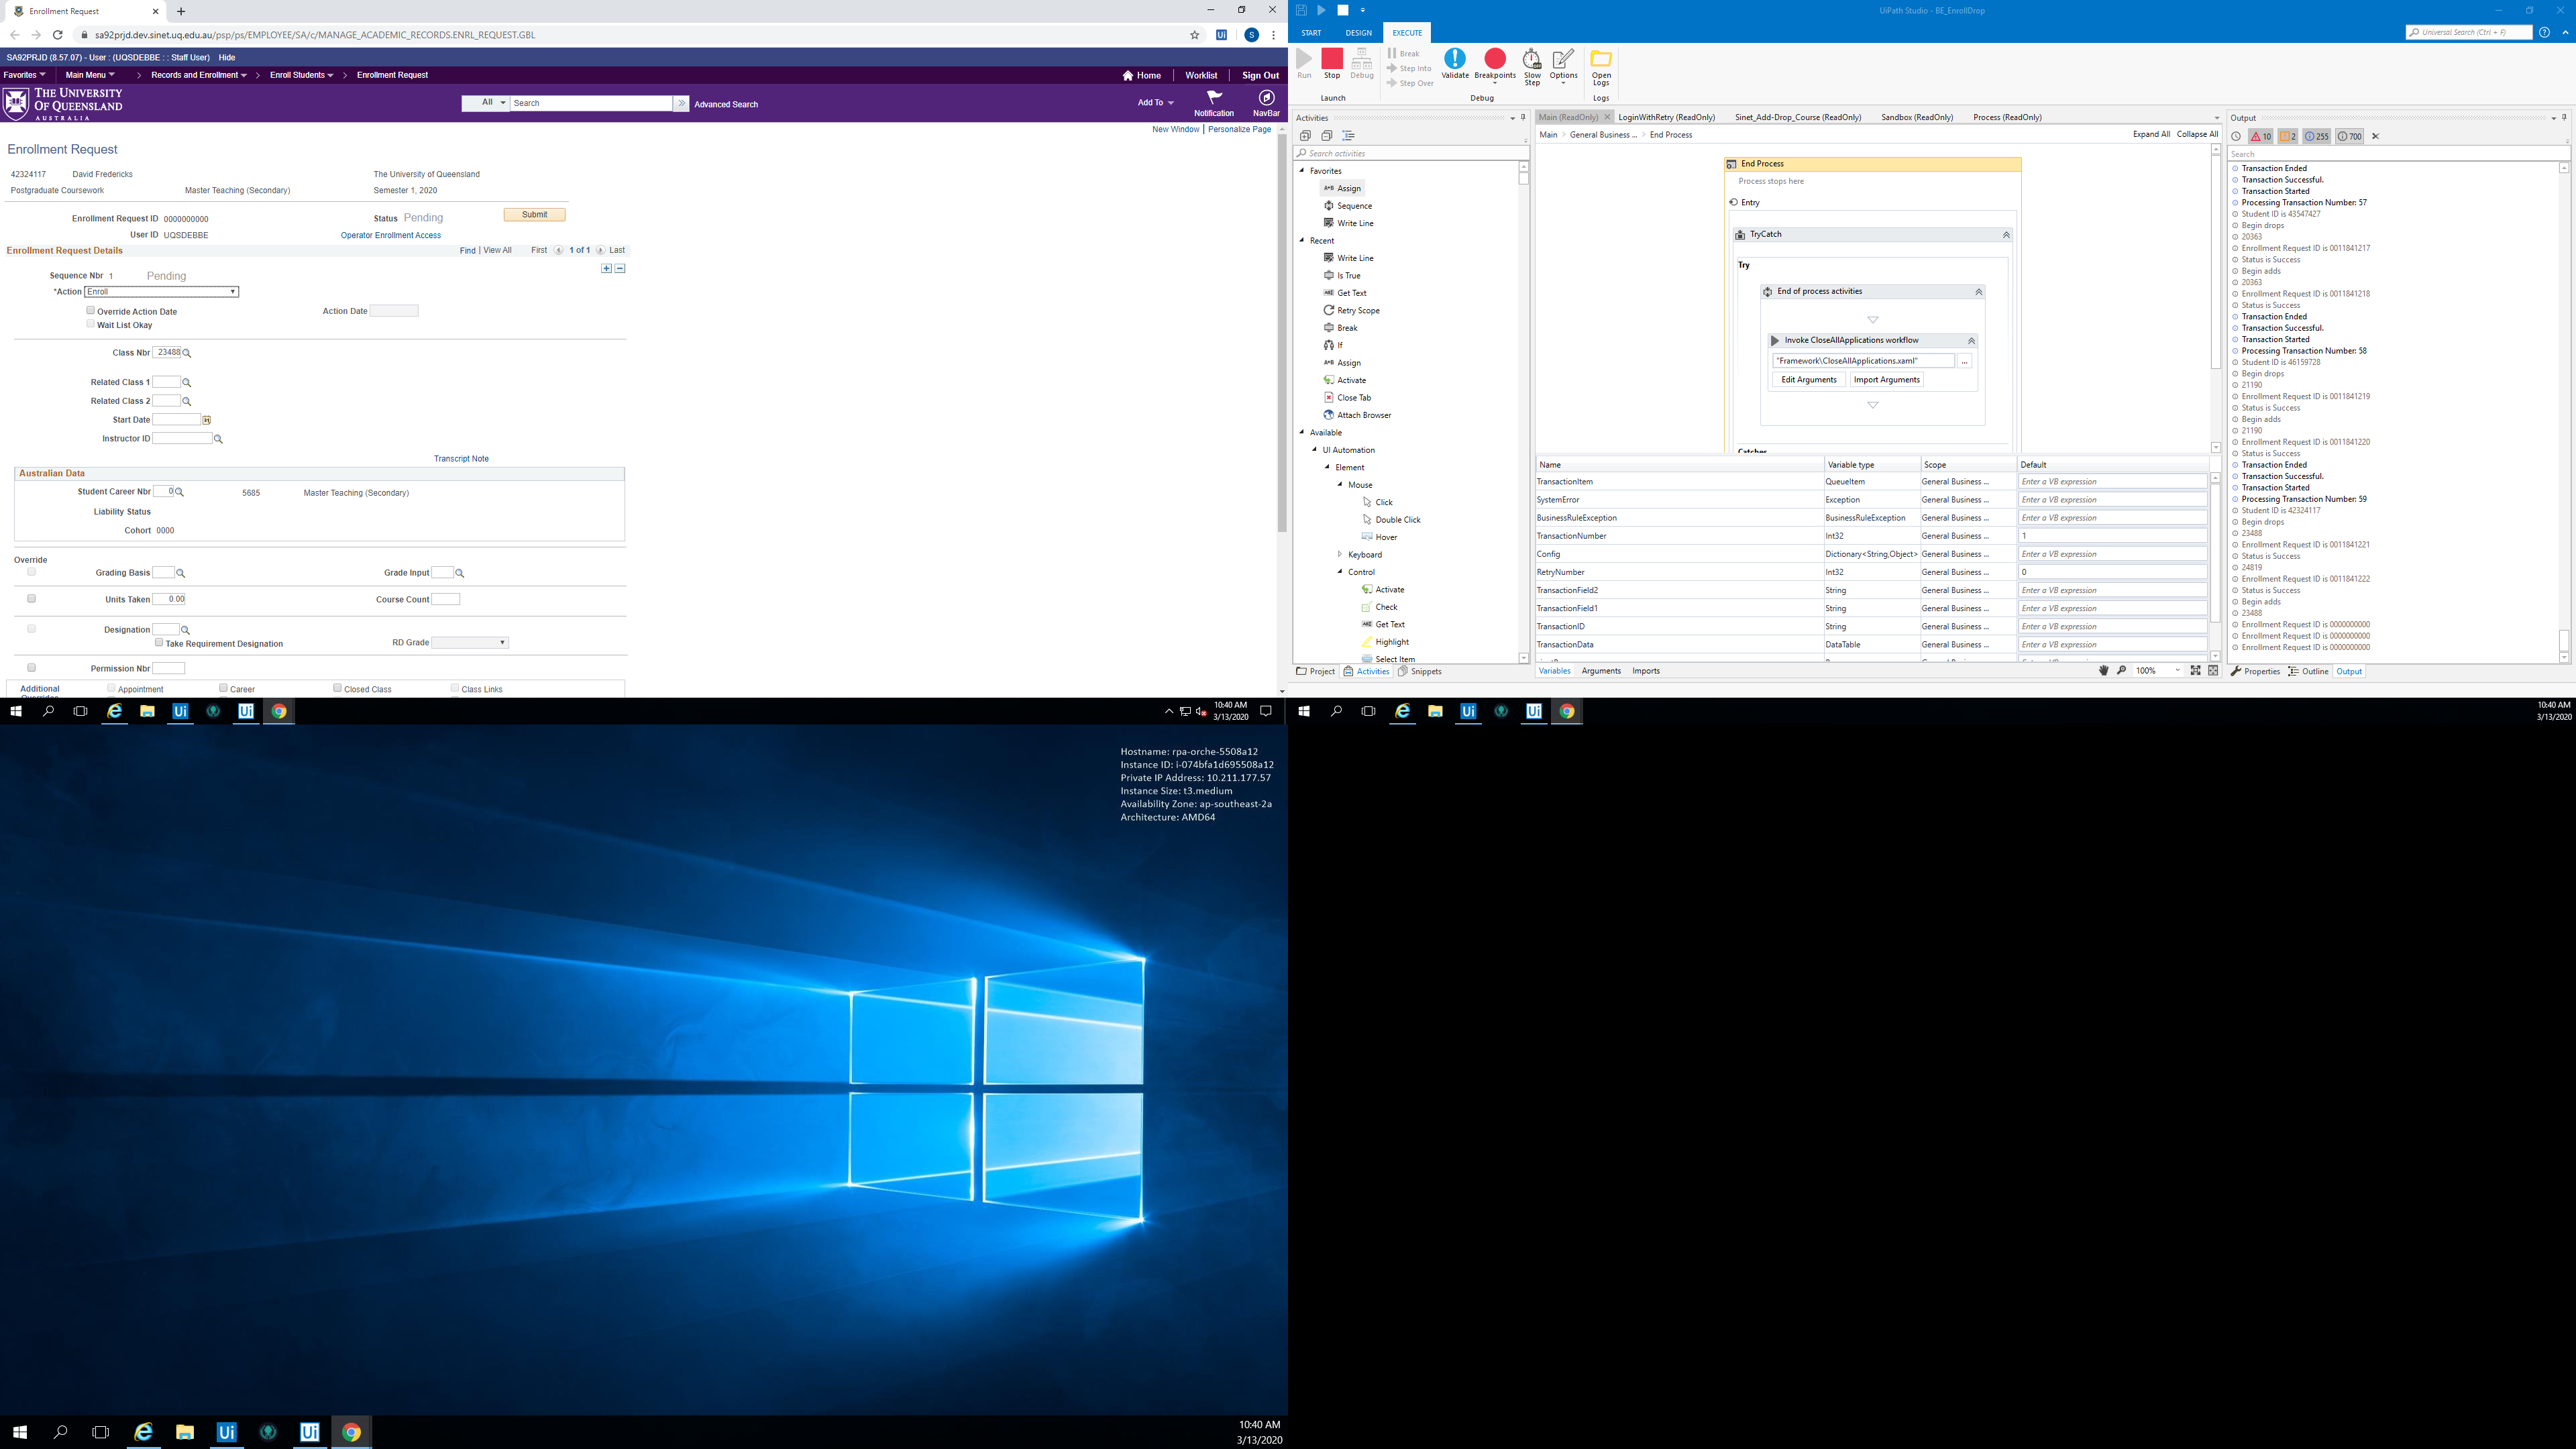 Enrollment Request
sa92prjd.dev.sinet.uq.edu.au/psp/ps/EMPLOYEE/SA/c/MANAGE_ACADEMIC_RECORDS.ENRL_REQUEST.GBL
SA92PRJD (8.57.07) - User : (UQSDEBBE : : Staff User) Hide
Favorites Main Menu Records and Enrollment Enroll Students Enrollment Request
Home Worklist Sign Out
THE UNIVERSITY
OF QUEENSLAND
AUSTRALIA
All Search Advanced Search
Add To Notification NavBar
New Window | Personalize Page
Enrollment Request
42324117 David Fredericks The University of Queensland
Postgraduate Coursework Master Teaching (Secondary) Semester 1, 2020
Enrollment Request ID 0000000000 Status Pending Submit
User ID UQSDEBBE Operator Enrollment Access
Enrollment Request Details Find | View All First 1 of 1 Last
Sequence Nbr 1 Pending
*Action Enroll
Override Action Date Action Date
Wait List Okay
Class Nbr 23488
Related Class 1
Related Class 2
Start Date
Instructor ID
Transcript Note
Australian Data
Student Career Nbr 0 5685 Master Teaching (Secondary)
Liability Status
Cohort 0000
Override
Grading Basis Grade Input
Units Taken 0.00 Course Count
Designation
Take Requirement Designation RD Grade
Permission Nbr
Additional Appointment Career Closed Class Class Links
10:40 AM
3/13/2020
UiPath Studio - BE_EnrollDrop
START DESIGN EXECUTE
Universal Search (Ctrl + F)
Run Stop Debug
Break
Step Into
Step Over
Validate Breakpoints Slow Step Options Open Logs
Launch Debug Logs
Activities
Search activities
Favorites
Assign
Sequence
Write Line
Recent
Write Line
Is True
Get Text
Retry Scope
Break
If
Assign
Activate
Close Tab
Attach Browser
Available
UI Automation
Element
Mouse
Click
Double Click
Hover
Keyboard
Control
Activate
Check
Get Text
Highlight
Select Item
Project Activities Snippets
Main (ReadOnly) LoginWithRetry (ReadOnly) Sinet_Add-Drop_Course (ReadOnly) Sandbox (ReadOnly) Process (ReadOnly)
Main General Business ... End Process Expand All Collapse All
End Process
Process stops here
Entry
TryCatch
Try
End of process activities
Invoke CloseAllApplications workflow
"Framework\CloseAllApplications.xaml" ...
Edit Arguments Import Arguments
Catches
Name Variable type Scope Default
TransactionItem QueueItem General Business ... Enter a VB expression
SystemError Exception General Business ... Enter a VB expression
BusinessRuleException BusinessRuleException General Business ... Enter a VB expression
TransactionNumber Int32 General Business ... 1
Config Dictionary<String,Object> General Business ... Enter a VB expression
RetryNumber Int32 General Business ... 0
TransactionField2 String General Business ... Enter a VB expression
TransactionField1 String General Business ... Enter a VB expression
TransactionID String General Business ... Enter a VB expression
TransactionData DataTable General Business ... Enter a VB expression
Variables Arguments Imports 100%
Output
10 2 255 700
Search
Transaction Ended
Transaction Successful.
Transaction Started
Processing Transaction Number: 57
Student ID is 43547427
Begin drops
20363
Enrollment Request ID is 0011841217
Status is Success
Begin adds
20363
Enrollment Request ID is 0011841218
Status is Success
Transaction Ended
Transaction Successful.
Transaction Started
Processing Transaction Number: 58
Student ID is 46159728
Begin drops
21190
Enrollment Request ID is 0011841219
Status is Success
Begin adds
21190
Enrollment Request ID is 0011841220
Status is Success
Transaction Ended
Transaction Successful.
Transaction Started
Processing Transaction Number: 59
Student ID is 42324117
Begin drops
23488
Enrollment Request ID is 0011841221
Status is Success
24819
Enrollment Request ID is 0011841222
Status is Success
Begin adds
23488
Enrollment Request ID is 0000000000
Enrollment Request ID is 0000000000
Enrollment Request ID is 0000000000
Properties Outline Output
10:40 AM
3/13/2020
Hostname: rpa-orche-5508a12
Instance ID: i-074bfa1d695508a12
Private IP Address: 10.211.177.57
Instance Size: t3.medium
Availability Zone: ap-southeast-2a
Architecture: AMD64
10:40 AM
3/13/2020